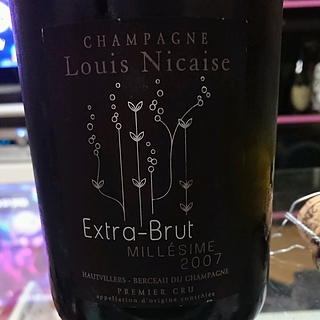 CHAMPAGNE
Louis Nicaise
Extra-Brut
MILLÉSIME
2007
HAUTVILLERS - BERCEAU DU CHAMPAGNE
PREMIER CRU
appellation d'origine contrôlée